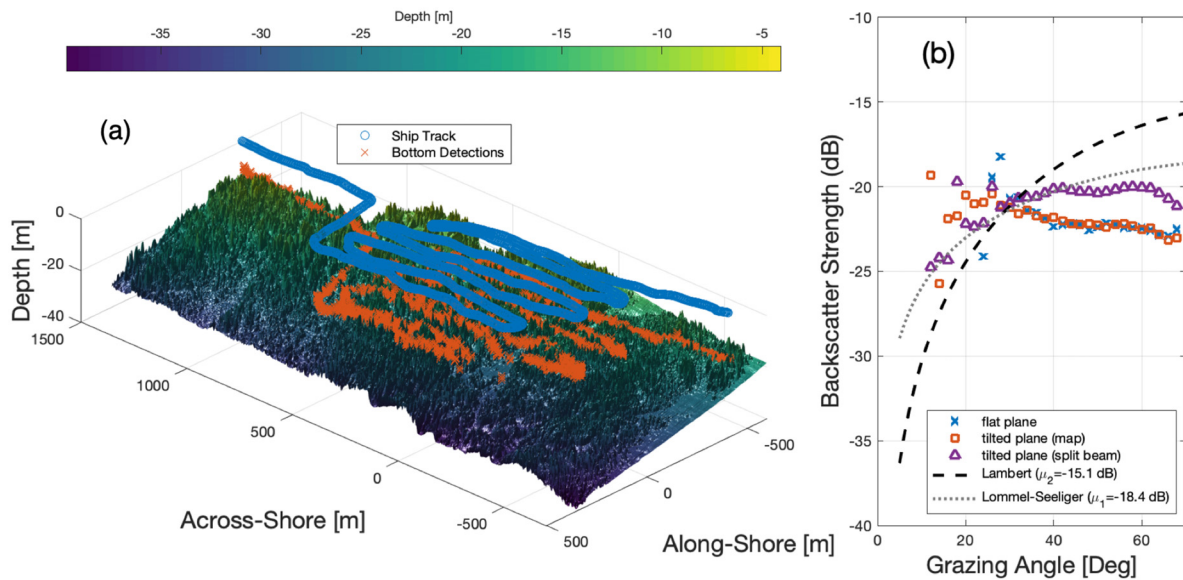 Depth [m]
-35 -30 -25 -20 -15 -10 -5
(a)
Ship Track
Bottom Detections
Depth [m]
0
-20
-40
1500
1000
500
0
-500
Across-Shore [m]
-500
0
500
Along-Shore [m]
(b)
Backscatter Strength (dB)
-10
-15
-20
-25
-30
-35
-40
flat plane
tilted plane (map)
tilted plane (split beam)
Lambert (μ2=-15.1 dB)
Lommel-Seeliger (μ1=-18.4 dB)
0 20 40 60
Grazing Angle [Deg]